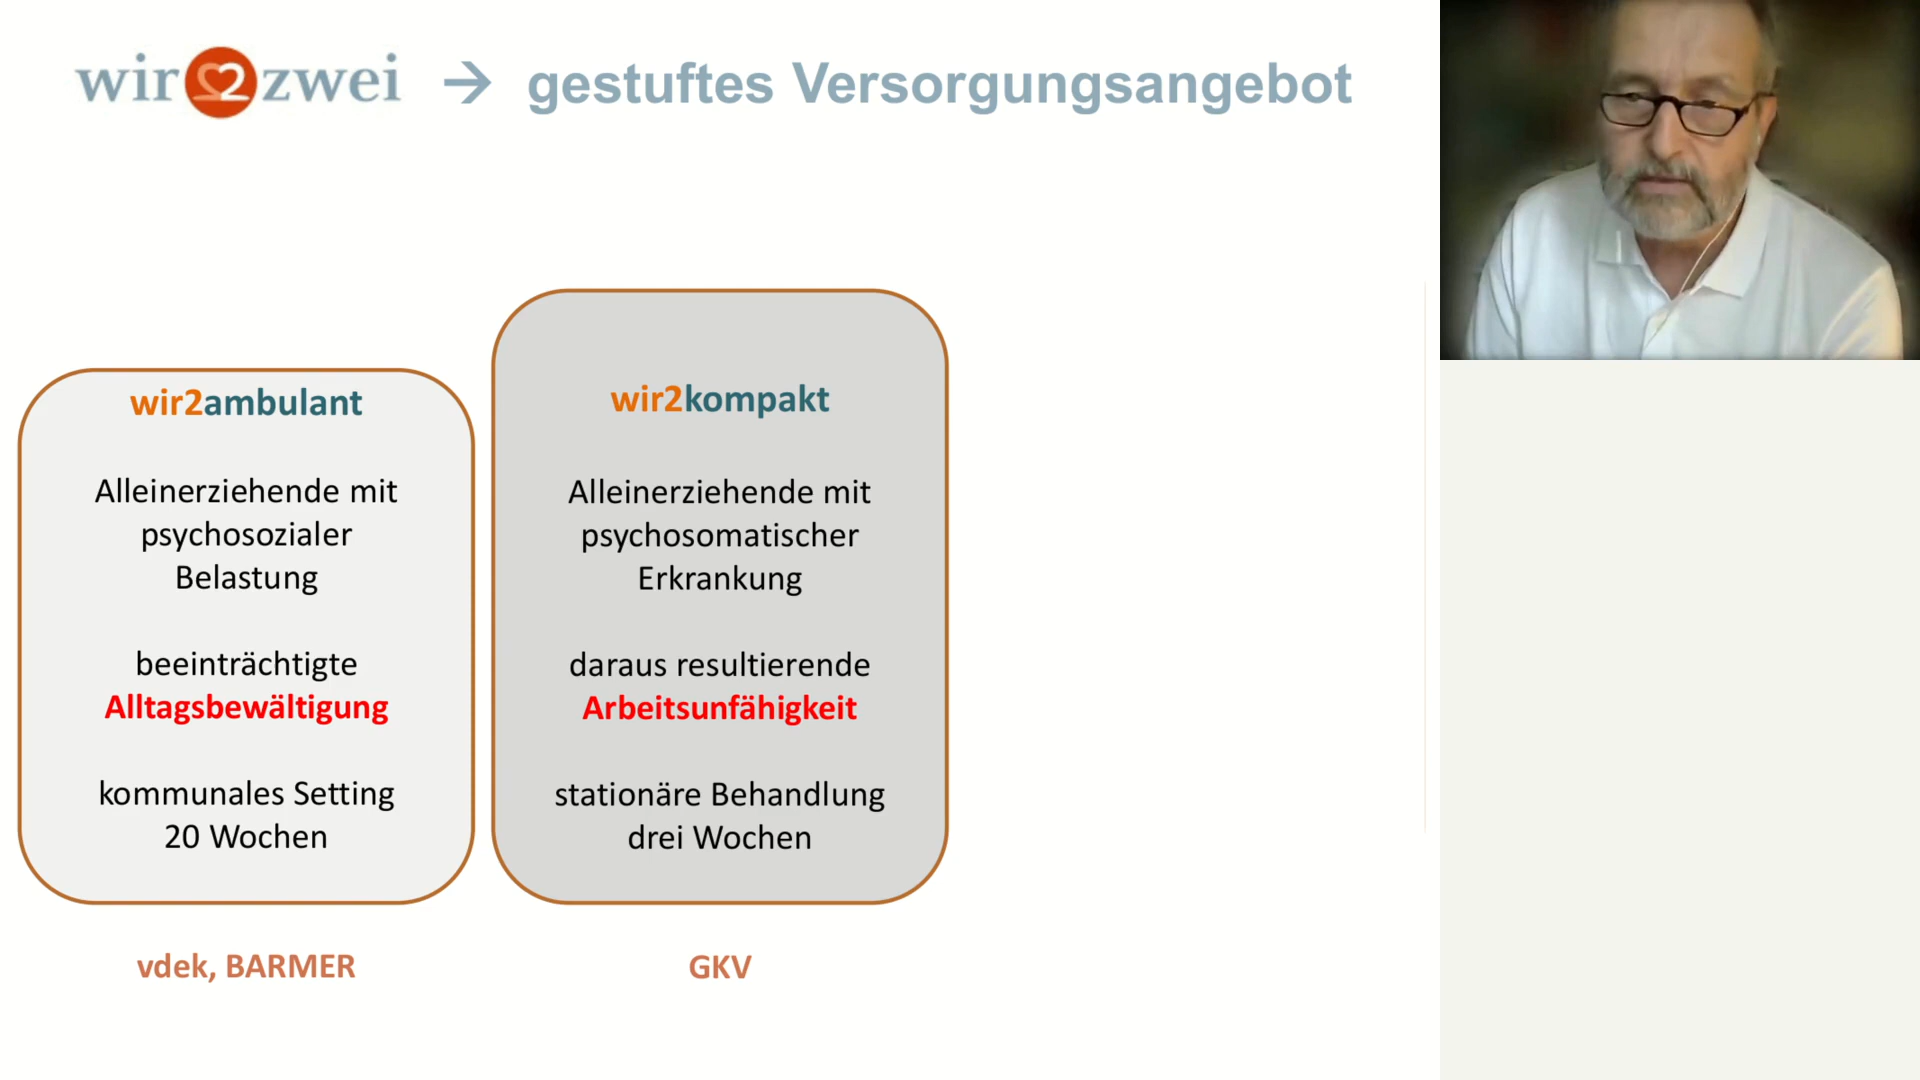 wir2zwei → gestuftes Versorgungsangebot
wir2ambulant
Alleinerziehende mit
psychosozialer
Belastung
beeinträchtigte
Alltagsbewältigung
kommunales Setting
20 Wochen
vdek, BARMER
wir2kompakt
Alleinerziehende mit
psychosomatischer
Erkrankung
daraus resultierende
Arbeitsunfähigkeit
stationäre Behandlung
drei Wochen
GKV